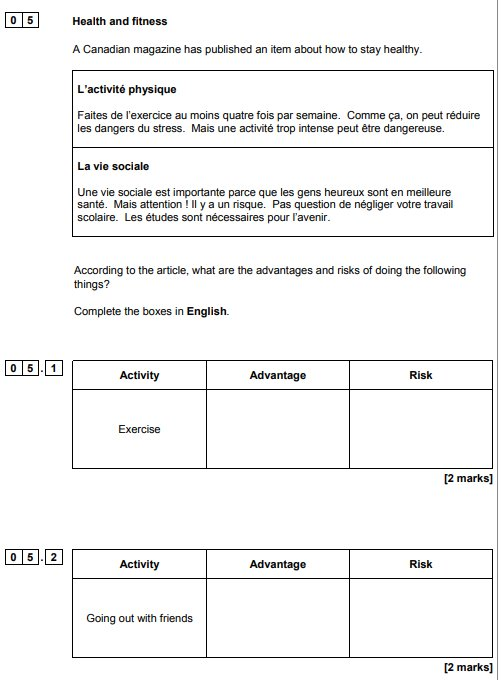 0 5 Health and fitness
A Canadian magazine has published an item about how to stay healthy.
L'activité physique
Faites de l'exercice au moins quatre fois par semaine. Comme ça, on peut réduire
les dangers du stress. Mais une activité trop intense peut être dangereuse.
La vie sociale
Une vie sociale est importante parce que les gens heureux sont en meilleure
santé. Mais attention ! Il y a un risque. Pas question de négliger votre travail
scolaire. Les études sont nécessaires pour l'avenir.
According to the article, what are the advantages and risks of doing the following
things?
Complete the boxes in English.
0 5 . 1
Activity Advantage Risk
Exercise
[2 marks]
0 5 . 2
Activity Advantage Risk
Going out with friends
[2 marks]